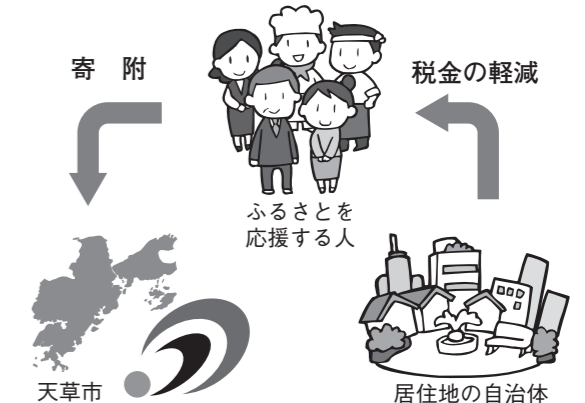 寄　附
税金の軽減
ふるさとを
応援する人
天草市
居住地の自治体